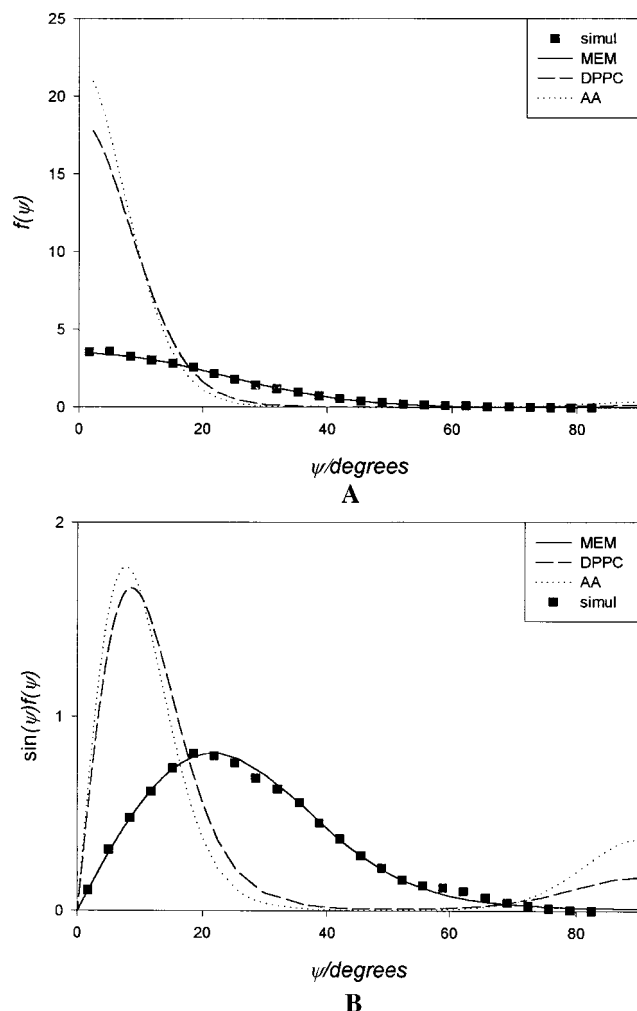 25
20
15
10
5
0
f(ψ)
simul
MEM
DPPC
AA
0 20 40 60 80
ψ/degrees
A
2
1
0
sin(ψ)f(ψ)
MEM
DPPC
AA
simul
0 20 40 60 80
ψ/degrees
B